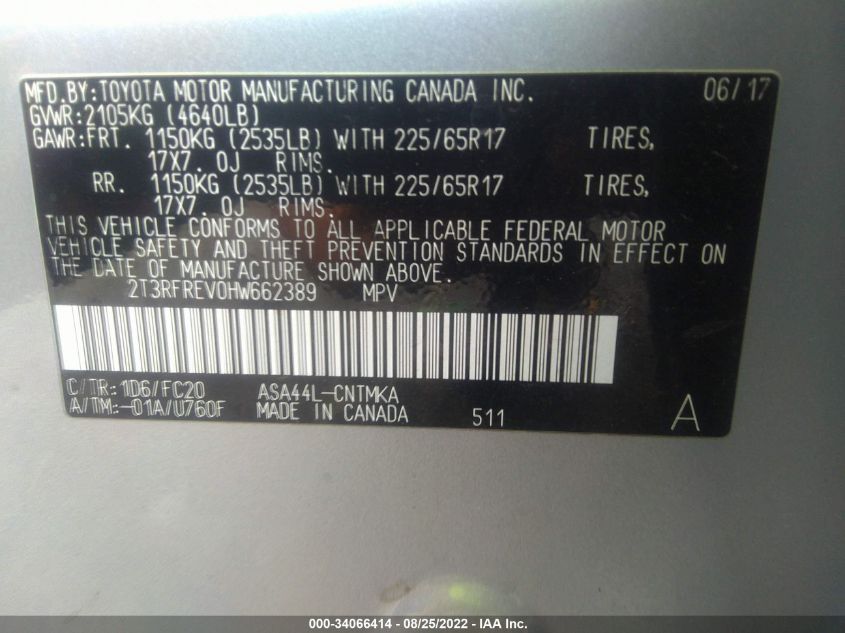 MFD.BY:TOYOTA MOTOR MANUFACTURING CANADA INC. 06/17
GVWR:2105KG (4640LB)
GAWR:FRT. 1150KG (2535LB) WITH 225/65R17 TIRES,
17X7.0J RIMS.
RR. 1150KG (2535LB) WITH 225/65R17 TIRES,
17X7.0J RIMS.
THIS VEHICLE CONFORMS TO ALL APPLICABLE FEDERAL MOTOR
VEHICLE SAFETY AND THEFT PREVENTION STANDARDS IN EFFECT ON
THE DATE OF MANUFACTURE SHOWN ABOVE.
2T3RFREV0HW662389 MPV
C/TR:1D6/FC20 ASA44L-CNTMKA
A/TM:-01A/U760F MADE IN CANADA 511 A
000-34066414 - 08/25/2022 - IAA Inc.